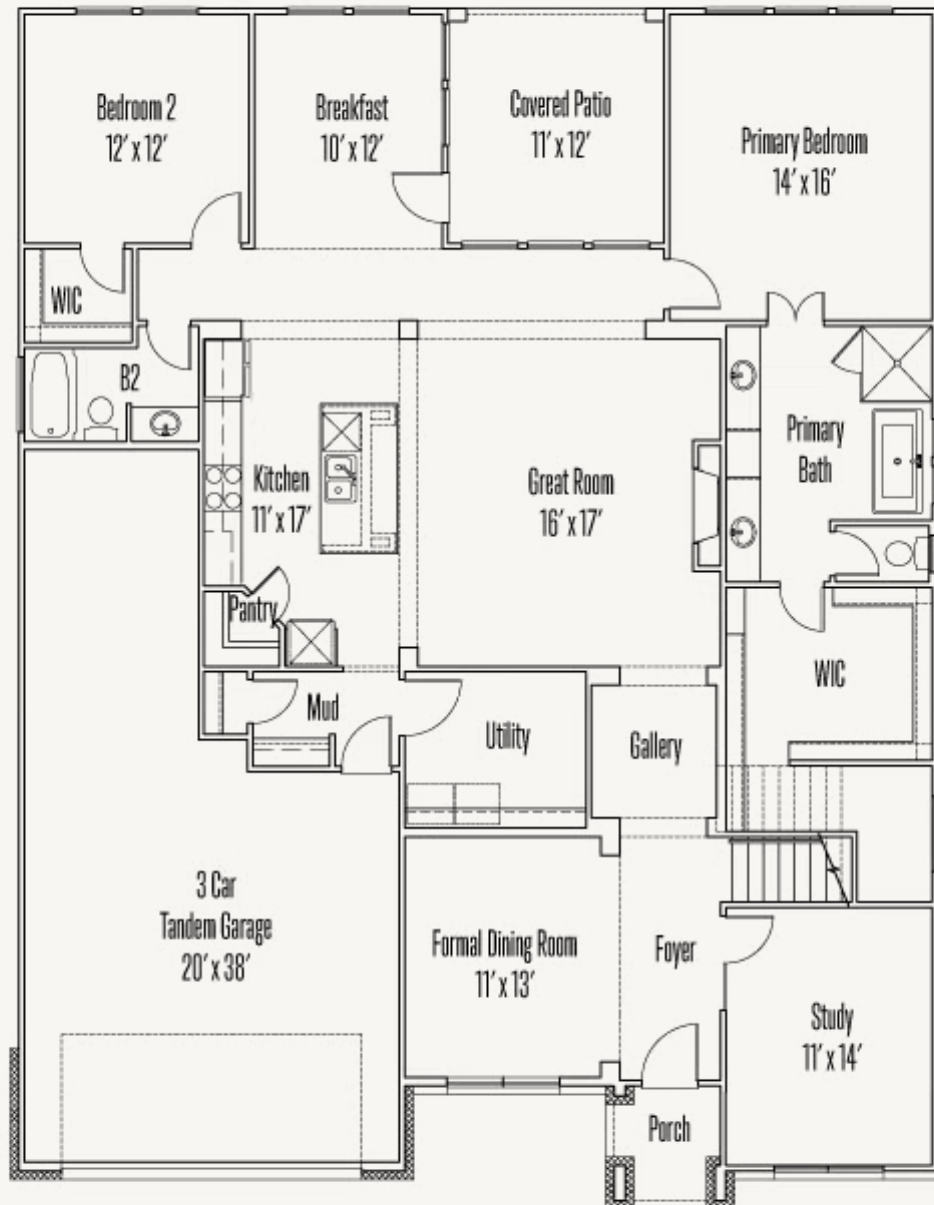 Bedroom 2
12' x 12'
Breakfast
10' x 12'
Covered Patio
11' x 12'
Primary Bedroom
14' x 16'
WIC
B2
Kitchen
11' x 17'
Great Room
16' x 17'
Primary
Bath
Pantry
Mud
Utility
Gallery
WIC
3 Car
Tandem Garage
20' x 38'
Formal Dining Room
11' x 13'
Foyer
Study
11' x 14'
Porch